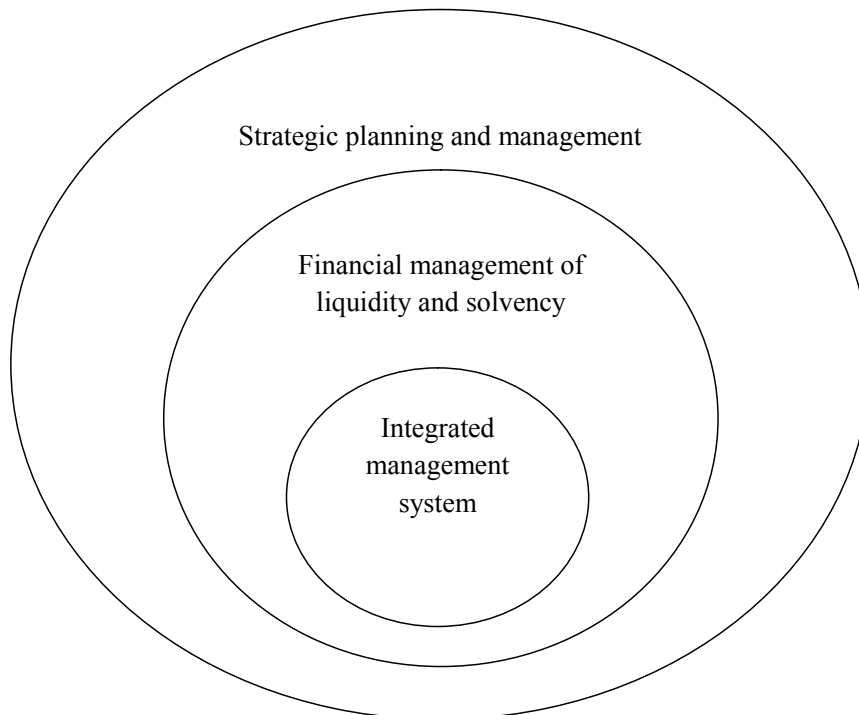 Strategic planning and management
Financial management of
liquidity and solvency
Integrated
management
system